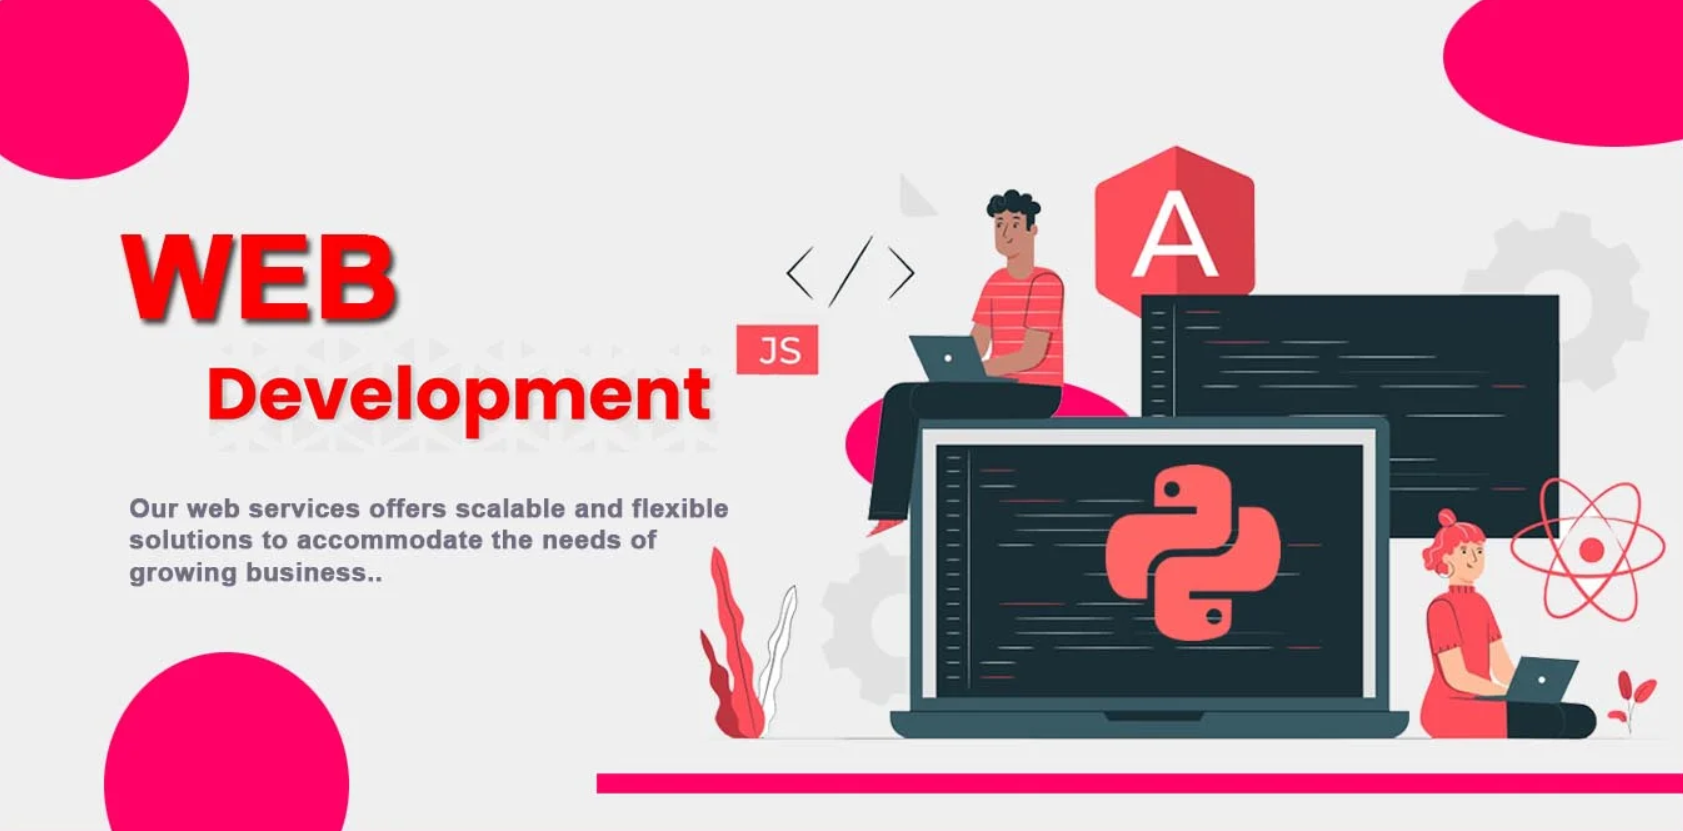 WEB
Development
Our web services offers scalable and flexible
solutions to accommodate the needs of
growing business..
</>
JS
A